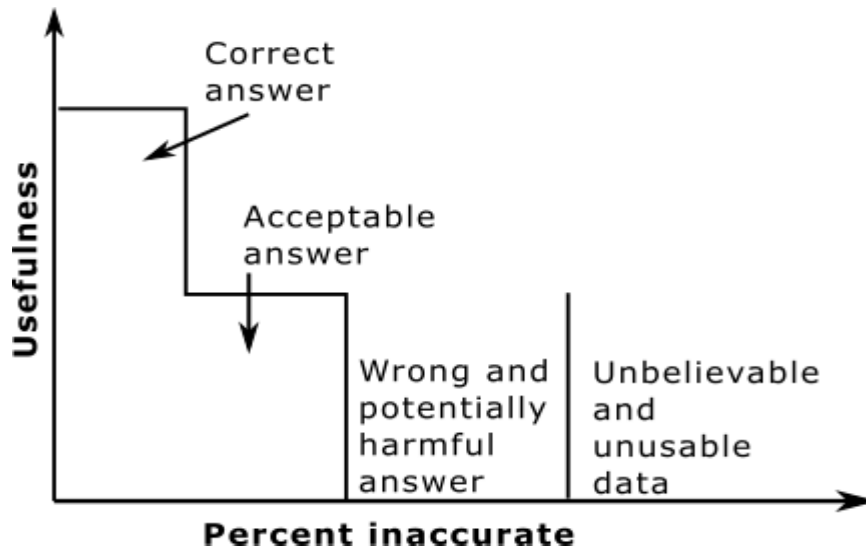 Correct
answer
Acceptable
answer
Usefulness
Wrong and
potentially
harmful
answer
Unbelievable
and
unusable
data
Percent inaccurate